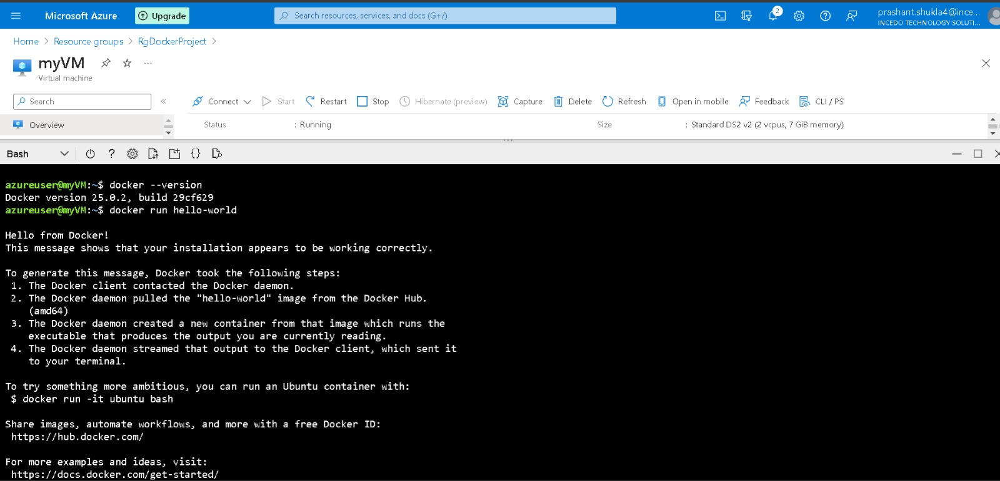 Microsoft Azure
Upgrade
Search resources, services, and docs (G+/)
2
prashant.shukla4@ince...
INCEDO TECHNOLOGY SOLUTI...
Home > Resource groups > RgDockerProject >
myVM
Virtual machine
Search
Connect Start Restart Stop Hibernate (preview) Capture Delete Refresh Open in mobile Feedback CLI / PS
Overview
Status : Running
Size : Standard DS2 v2 (2 vcpus, 7 GiB memory)
Bash
azureuser@myVM:~$ docker --version
Docker version 25.0.2, build 29cf629
azureuser@myVM:~$ docker run hello-world
Hello from Docker!
This message shows that your installation appears to be working correctly.
To generate this message, Docker took the following steps:
1. The Docker client contacted the Docker daemon.
2. The Docker daemon pulled the "hello-world" image from the Docker Hub.
(amd64)
3. The Docker daemon created a new container from that image which runs the
executable that produces the output you are currently reading.
4. The Docker daemon streamed that output to the Docker client, which sent it
to your terminal.
To try something more ambitious, you can run an Ubuntu container with:
$ docker run -it ubuntu bash
Share images, automate workflows, and more with a free Docker ID:
https://hub.docker.com/
For more examples and ideas, visit:
https://docs.docker.com/get-started/